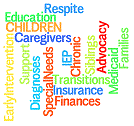 Respite
Education
CHILDREN
Caregivers
EarlyIntervention
Support
Diagnoses
SpecialNeeds
IEP
Chronic
Siblings
Advocacy
Medicaid
Families
Transitions
Insurance
Finances